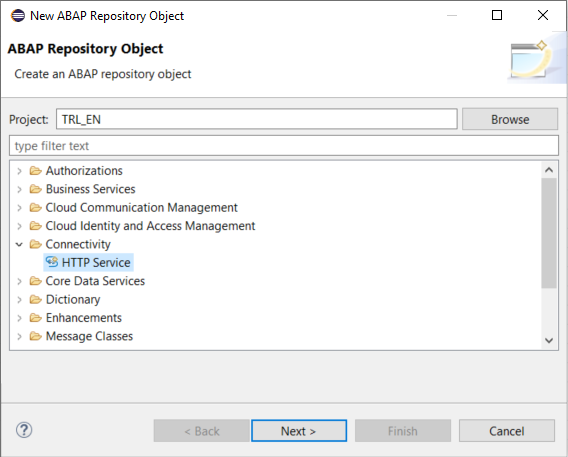 New ABAP Repository Object
ABAP Repository Object
Create an ABAP repository object
Project: TRL_EN Browse
type filter text
Authorizations
Business Services
Cloud Communication Management
Cloud Identity and Access Management
Connectivity
HTTP Service
Core Data Services
Dictionary
Enhancements
Message Classes
? < Back Next > Finish Cancel